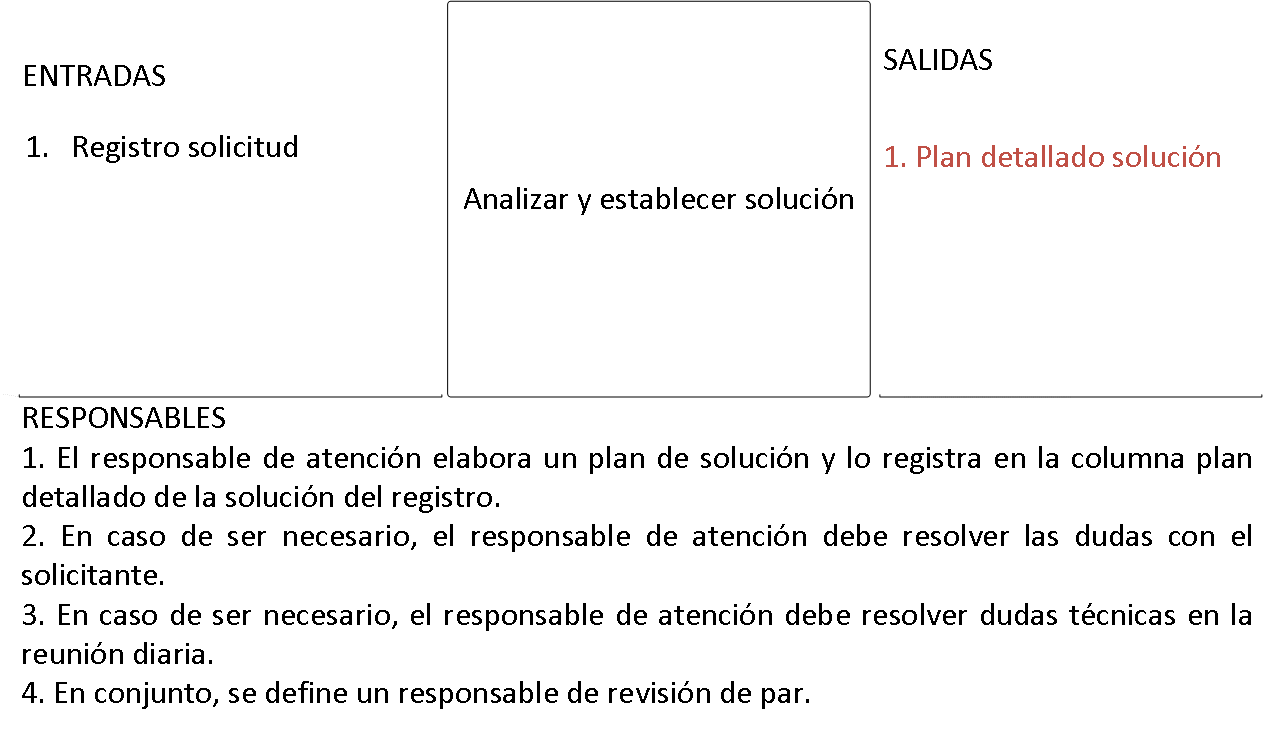 ENTRADAS
1. Registro solicitud
Analizar y establecer solución
SALIDAS
1. Plan detallado solución
RESPONSABLES
1. El responsable de atención elabora un plan de solución y lo registra en la columna plan
detallado de la solución del registro.
2. En caso de ser necesario, el responsable de atención debe resolver las dudas con el
solicitante.
3. En caso de ser necesario, el responsable de atención debe resolver dudas técnicas en la
reunión diaria.
4. En conjunto, se define un responsable de revisión de par.